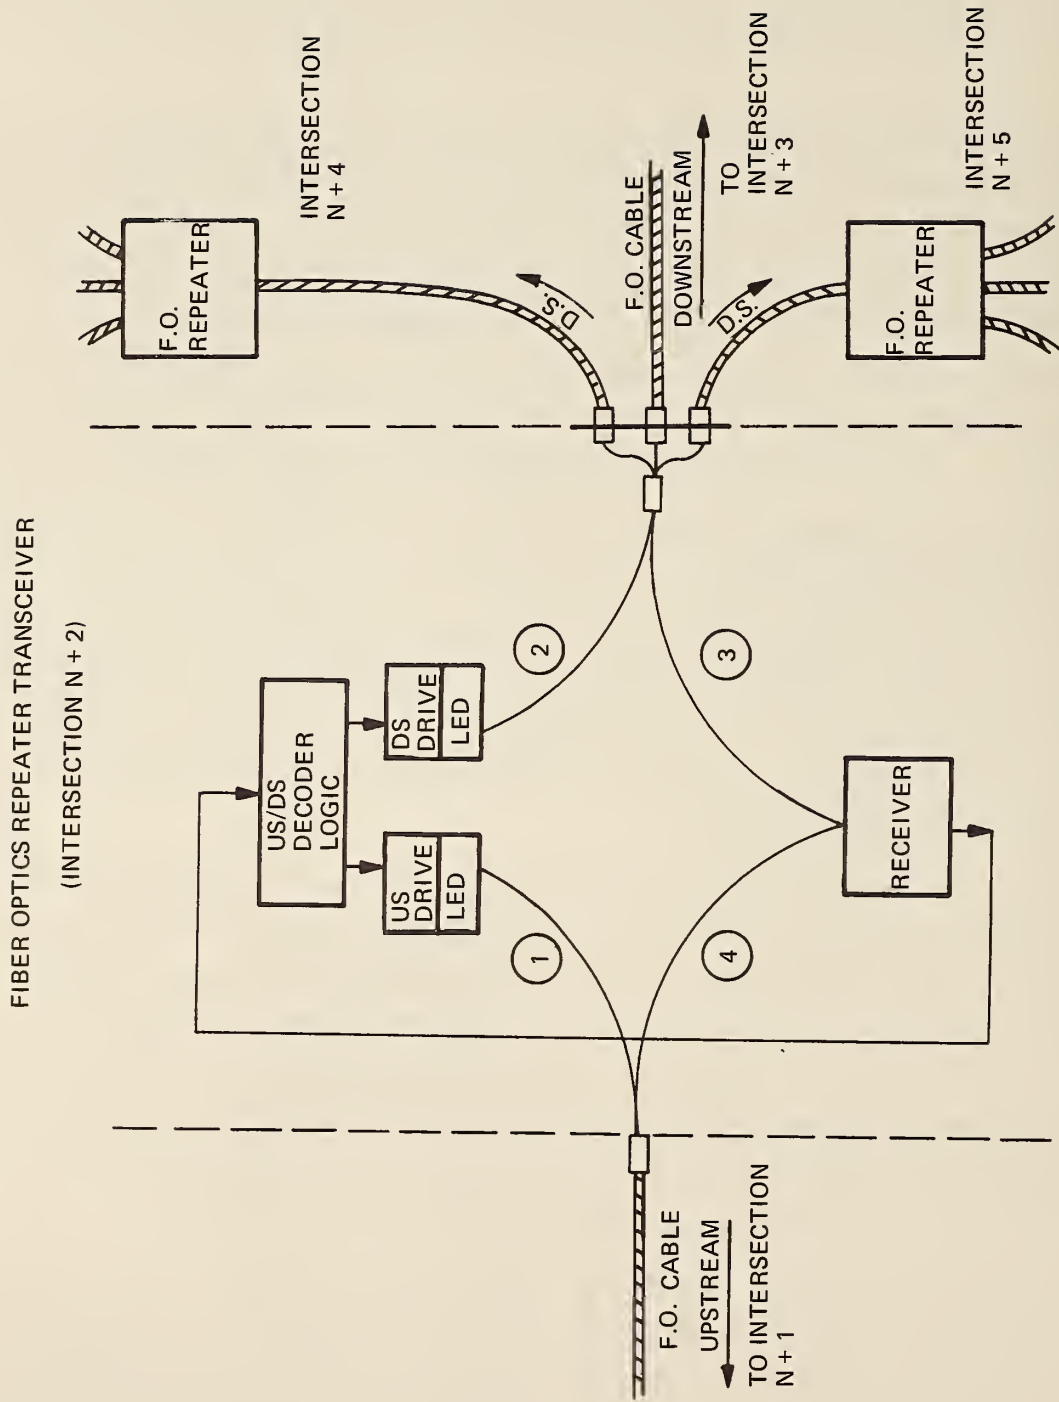 FIBER OPTICS REPEATER TRANSCEIVER
(INTERSECTION N + 2)
US/DS
DECODER
LOGIC
US
DRIVE
LED
DS
DRIVE
LED
1
2
3
4
RECEIVER
F.O. CABLE
UPSTREAM
TO INTERSECTION
N + 1
F.O.
REPEATER
INTERSECTION
N + 4
D.S.
F.O. CABLE
DOWNSTREAM
TO
INTERSECTION
N + 3
D.S.
F.O.
REPEATER
INTERSECTION
N + 5